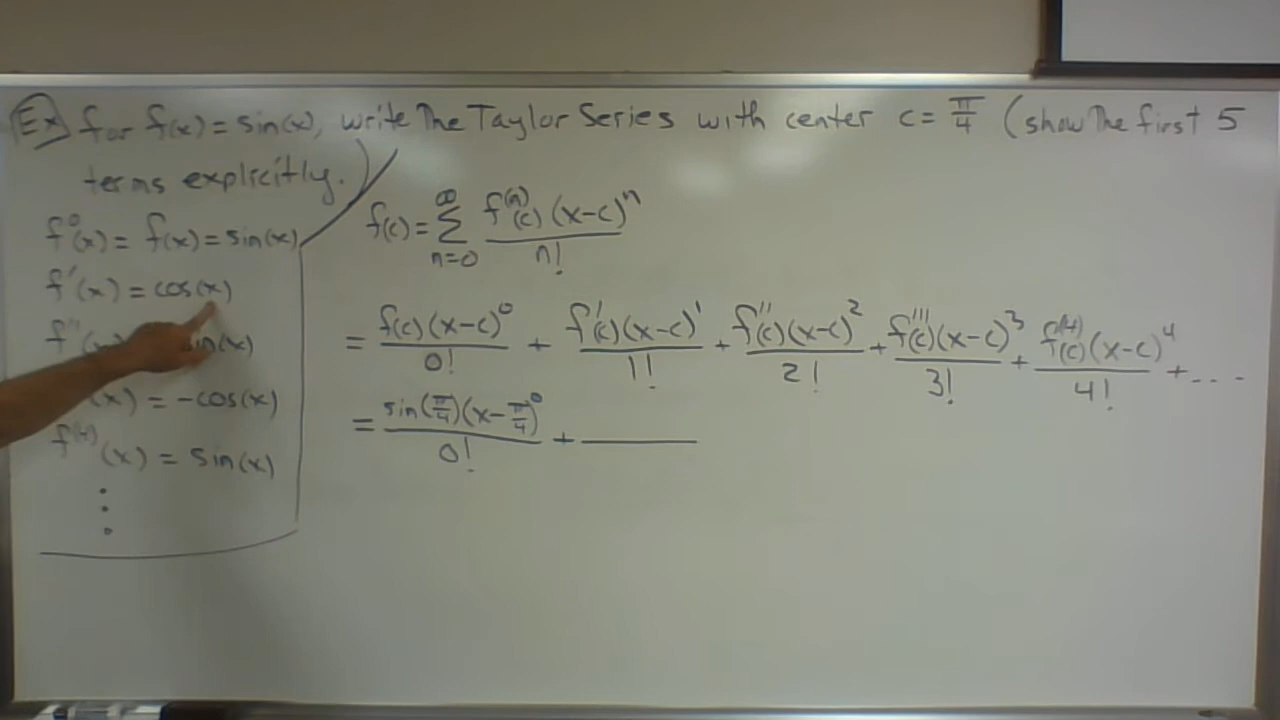 Ex) for f(x) = sin(x), write The Taylor Series with center c = π/4 (show The first 5
terms explicitly.)
f⁰(x) = f(x) = sin(x)
f'(x) = cos(x)
f''(x) sin(x)
(x) = -cos(x)
f⁽⁴⁾(x) = sin(x)
⋮
f(c) = ∑_{n=0}^{∞} f⁽ⁿ⁾(c) (x-c)ⁿ / n!
= f(c)(x-c)⁰ / 0! + f'(c)(x-c)¹ / 1! + f''(c)(x-c)² / 2! + f'''(c)(x-c)³ / 3! + f⁽⁴⁾(c)(x-c)⁴ / 4! + ...
= sin(π/4)(x-π/4)⁰ / 0! + ____